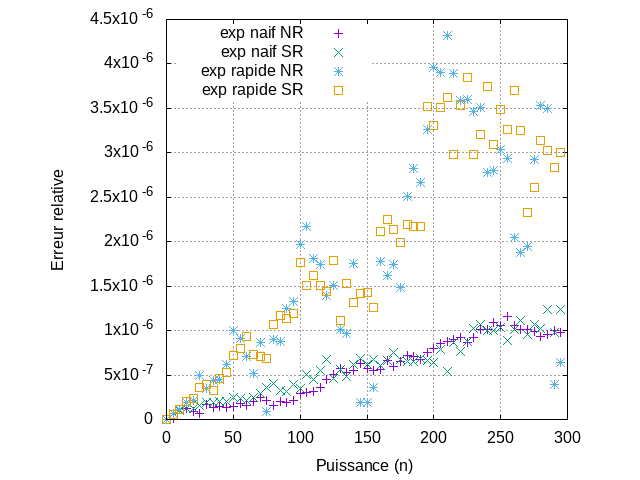 4.5x10 -6
4x10 -6
3.5x10 -6
3x10 -6
2.5x10 -6
2x10 -6
1.5x10 -6
1x10 -6
5x10 -7
0
Erreur relative
exp naif NR
exp naif SR
exp rapide NR
exp rapide SR
0 50 100 150 200 250 300
Puissance (n)